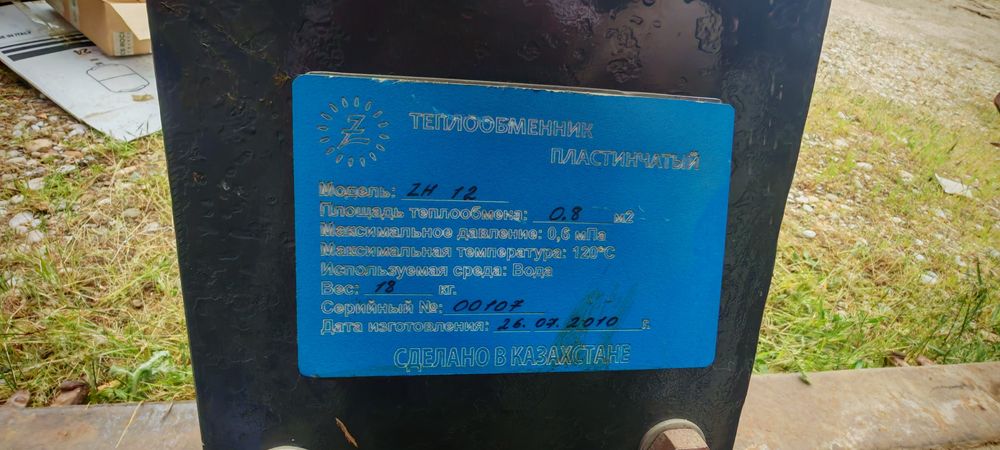 ТЕПЛООБМЕННИК
ПЛАСТИНЧАТЫЙ
Модель: ZH 12
Площадь теплообмена: 0.8 м2
Максимальное давление: 0,6 мПа
Максимальная температура: 120°С
Используемая среда: Вода
Вес: 18 кг.
Серийный №: 00107
Дата изготовления: 26.07.2010 г.
СДЕЛАНО В КАЗАХСТАНЕ